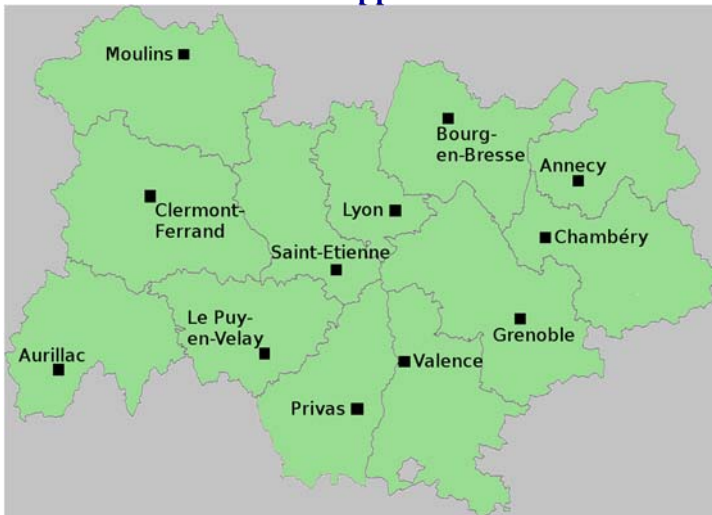 Moulins
Bourg-
en-Bresse
Annecy
Clermont-
Ferrand
Lyon
Chambéry
Saint-Etienne
Le Puy-
en-Velay
Grenoble
Aurillac
Valence
Privas